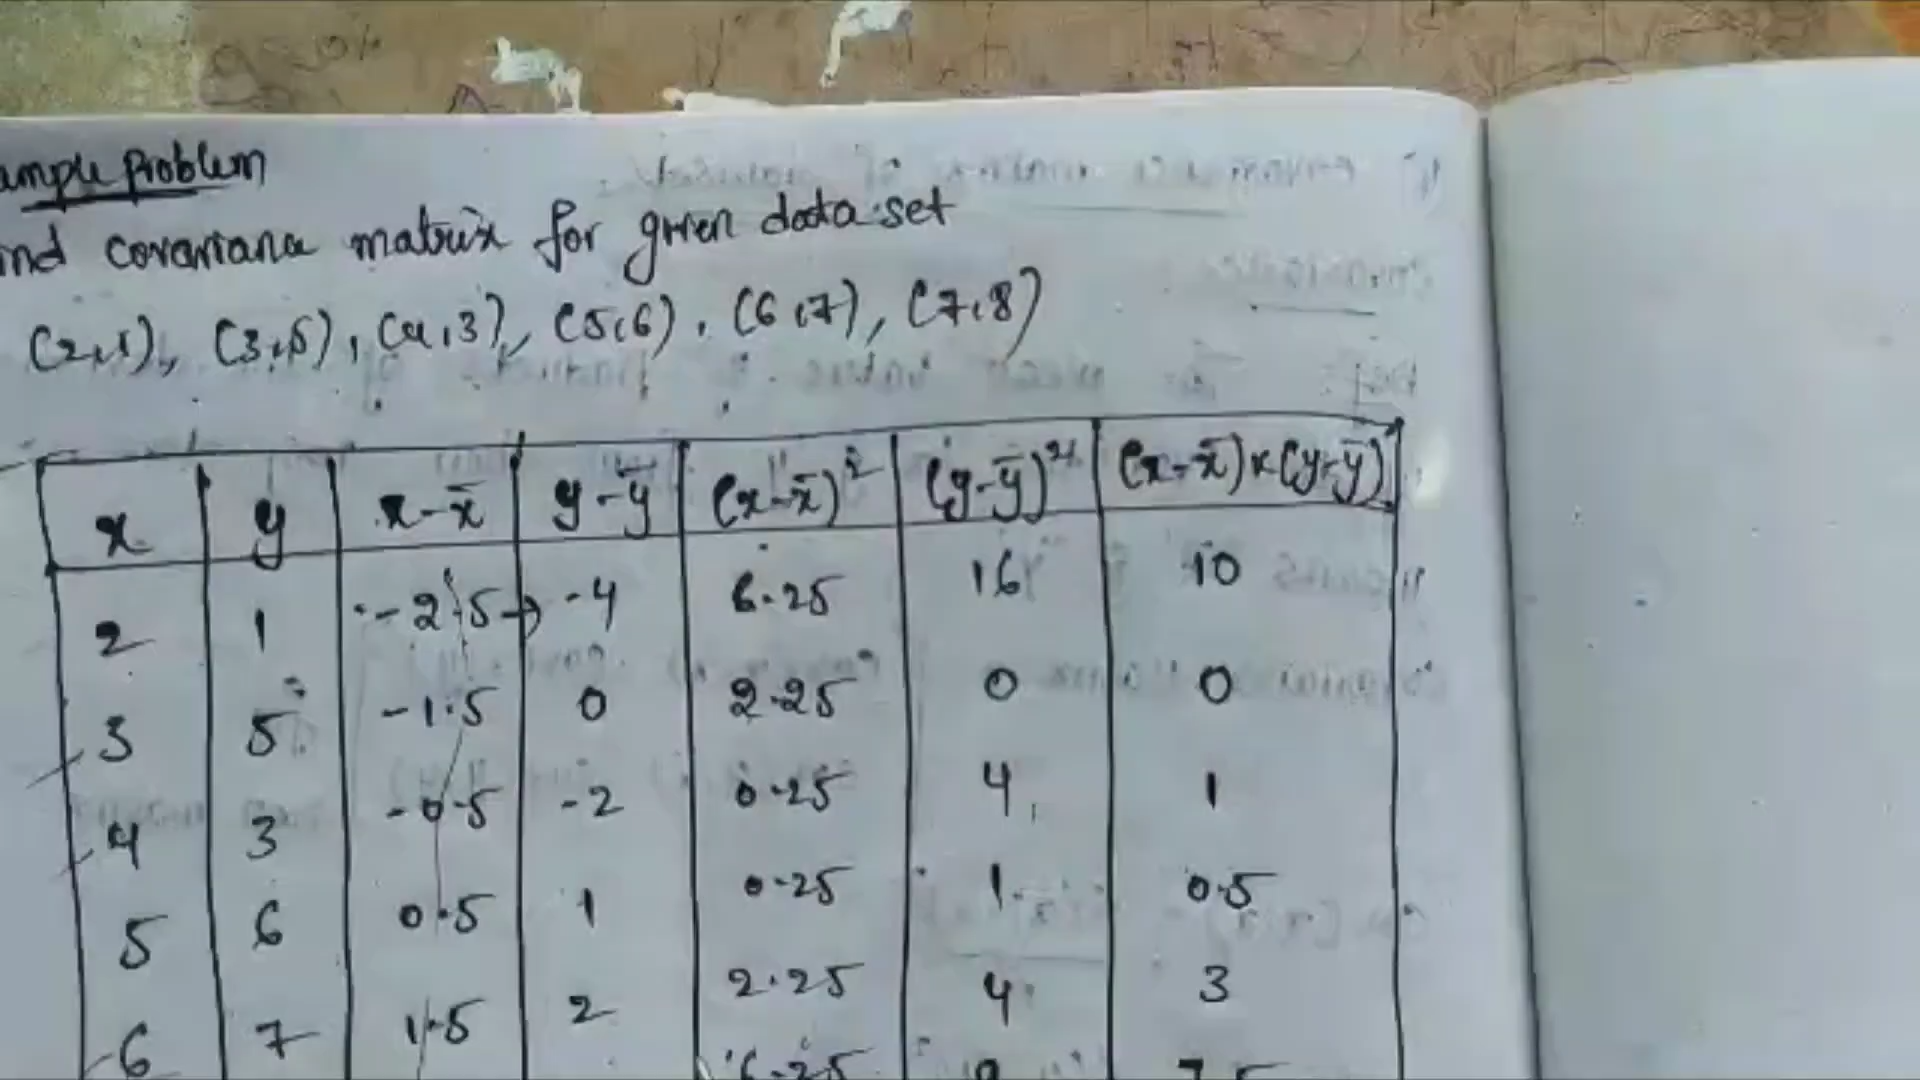 ample problem
ind covariance matrix for given data set
(2,1), (3,5), (4,3), (5,6), (6,7), (7,8)
x y x-x̄ y-ȳ (x-x̄)² (y-ȳ)² (x-x̄)×(y-ȳ)
2 1 -2.5 -4 6.25 16 10
3 5 -1.5 0 2.25 0 0
4 3 -0.5 -2 0.25 4 1
5 6 0.5 1 0.25 1 0.5
6 7 1.5 2 2.25 4 3
6.25